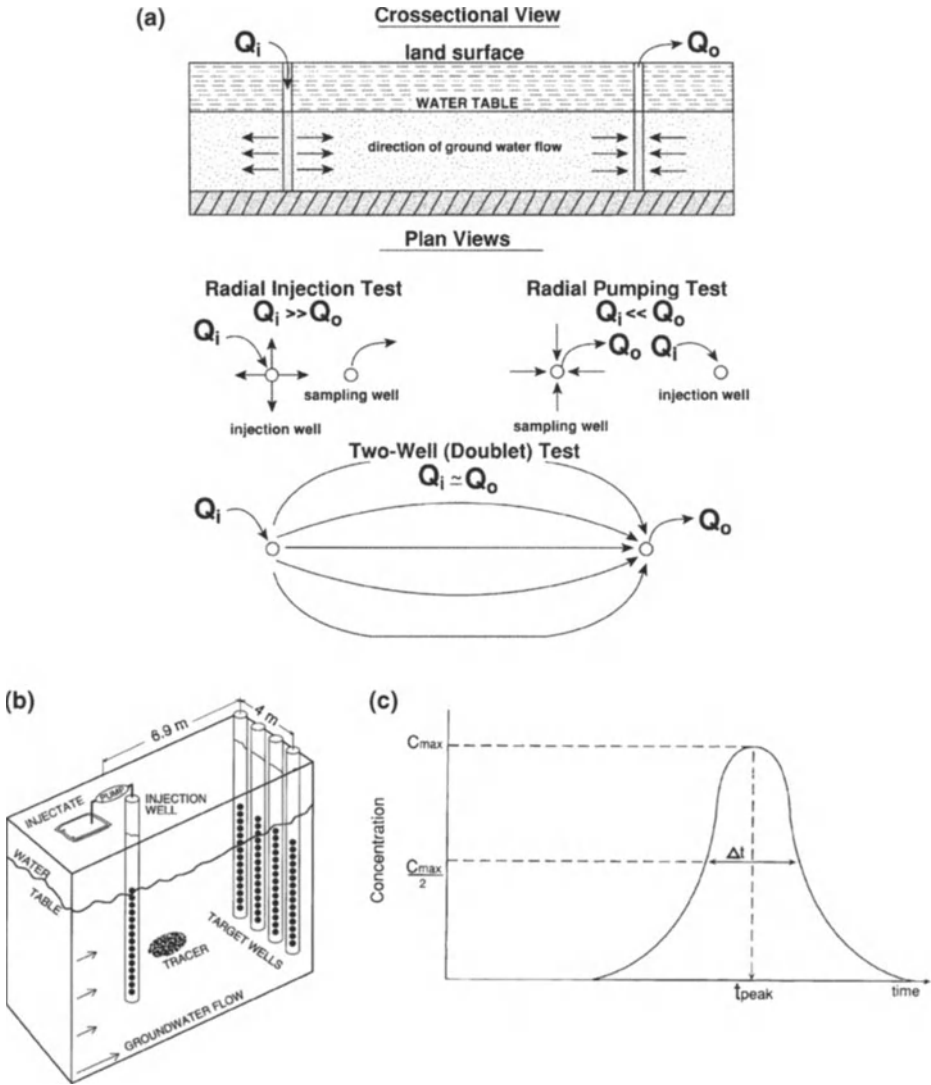 (a)
Crossectional View
Qi
land surface
Qo
WATER TABLE
direction of ground water flow
Plan Views
Radial Injection Test
Qi >> Qo
Qi
sampling well
injection well
Radial Pumping Test
Qi << Qo
Qo Qi
injection well
sampling well
Two-Well (Doublet) Test
Qi ≃ Qo
Qi
Qo
(b)
6.9 m
4 m
PUMP
INJECTATE
INJECTION
WELL
WATER
TABLE
TRACER
TARGET WELLS
GROUNDWATER FLOW
(c)
Cmax
Cmax
2
Δt
Concentration
tpeak
time